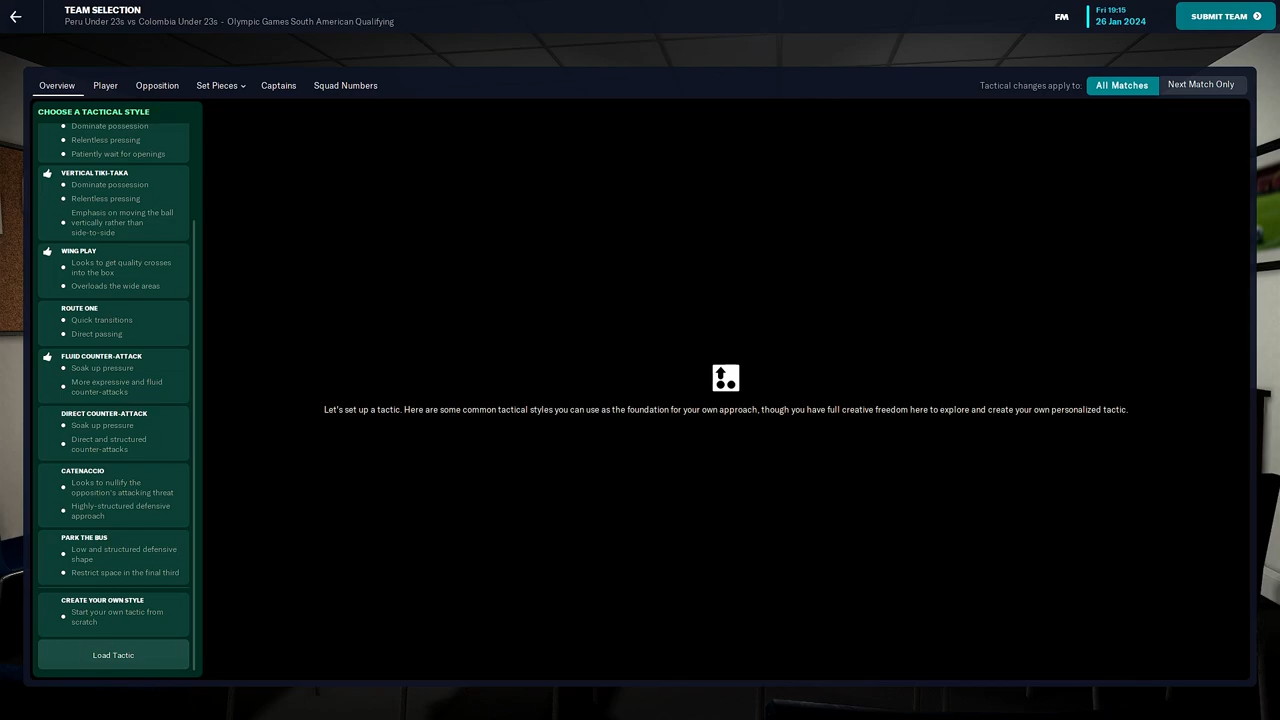 TEAM SELECTION
Peru Under 23s vs Colombia Under 23s - Olympic Games South American Qualifying
FM
Fri 19:15
26 Jan 2024
SUBMIT TEAM
Overview
Player
Opposition
Set Pieces
Captains
Squad Numbers
Tactical changes apply to:
All Matches
Next Match Only
CHOOSE A TACTICAL STYLE
Dominate possession
Relentless pressing
Patiently wait for openings
VERTICAL TIKI-TAKA
Dominate possession
Relentless pressing
Emphasis on moving the ball
vertically rather than
side-to-side
WING PLAY
Looks to get quality crosses
into the box
Overloads the wide areas
ROUTE ONE
Quick transitions
Direct passing
FLUID COUNTER-ATTACK
Soak up pressure
More expressive and fluid
counter-attacks
DIRECT COUNTER-ATTACK
Soak up pressure
Direct and structured
counter-attacks
CATENACCIO
Looks to nullify the
opposition's attacking threat
Highly-structured defensive
approach
PARK THE BUS
Low and structured defensive
shape
Restrict space in the final third
CREATE YOUR OWN STYLE
Start your own tactic from
scratch
Load Tactic
Let's set up a tactic. Here are some common tactical styles you can use as the foundation for your own approach, though you have full creative freedom here to explore and create your own personalized tactic.